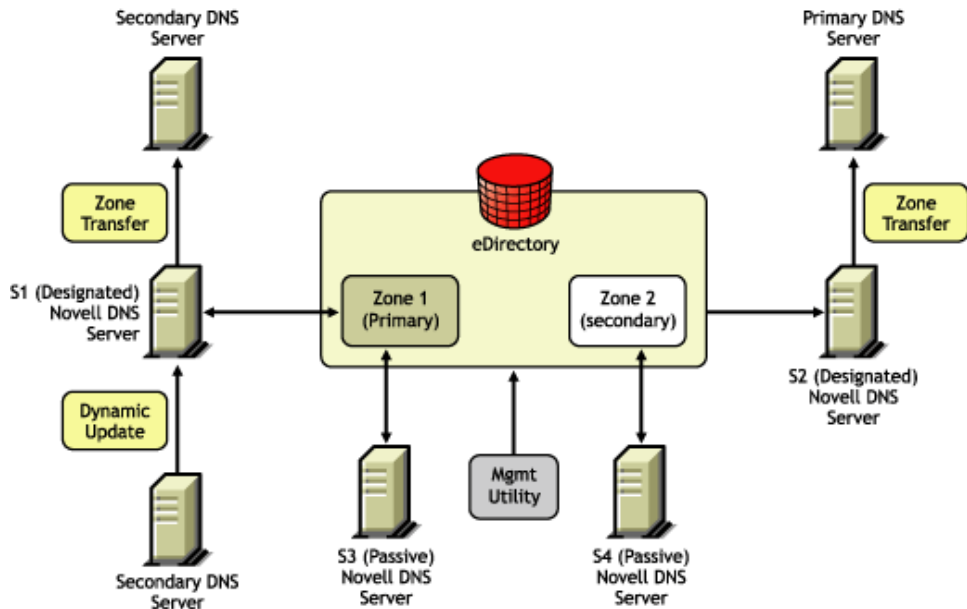 Secondary DNS
Server
Primary DNS
Server
Zone
Transfer
eDirectory
Zone
Transfer
S1 (Designated)
Novell DNS
Server
Zone 1
(Primary)
Zone 2
(secondary)
S2 (Designated)
Novell DNS
Server
Dynamic
Update
Mgmt
Utility
Secondary DNS
Server
S3 (Passive)
Novell DNS
Server
S4 (Passive)
Novell DNS
Server